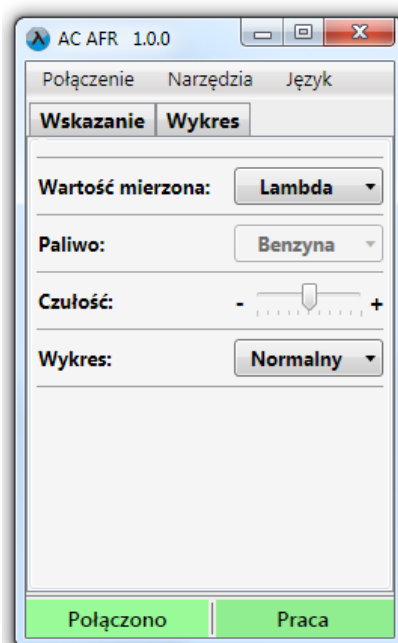 AC AFR 1.0.0
Połączenie Narzędzia Język
Wskazanie Wykres
Wartość mierzona: Lambda
Paliwo: Benzyna
Czułość: - +
Wykres: Normalny
Połączono Praca